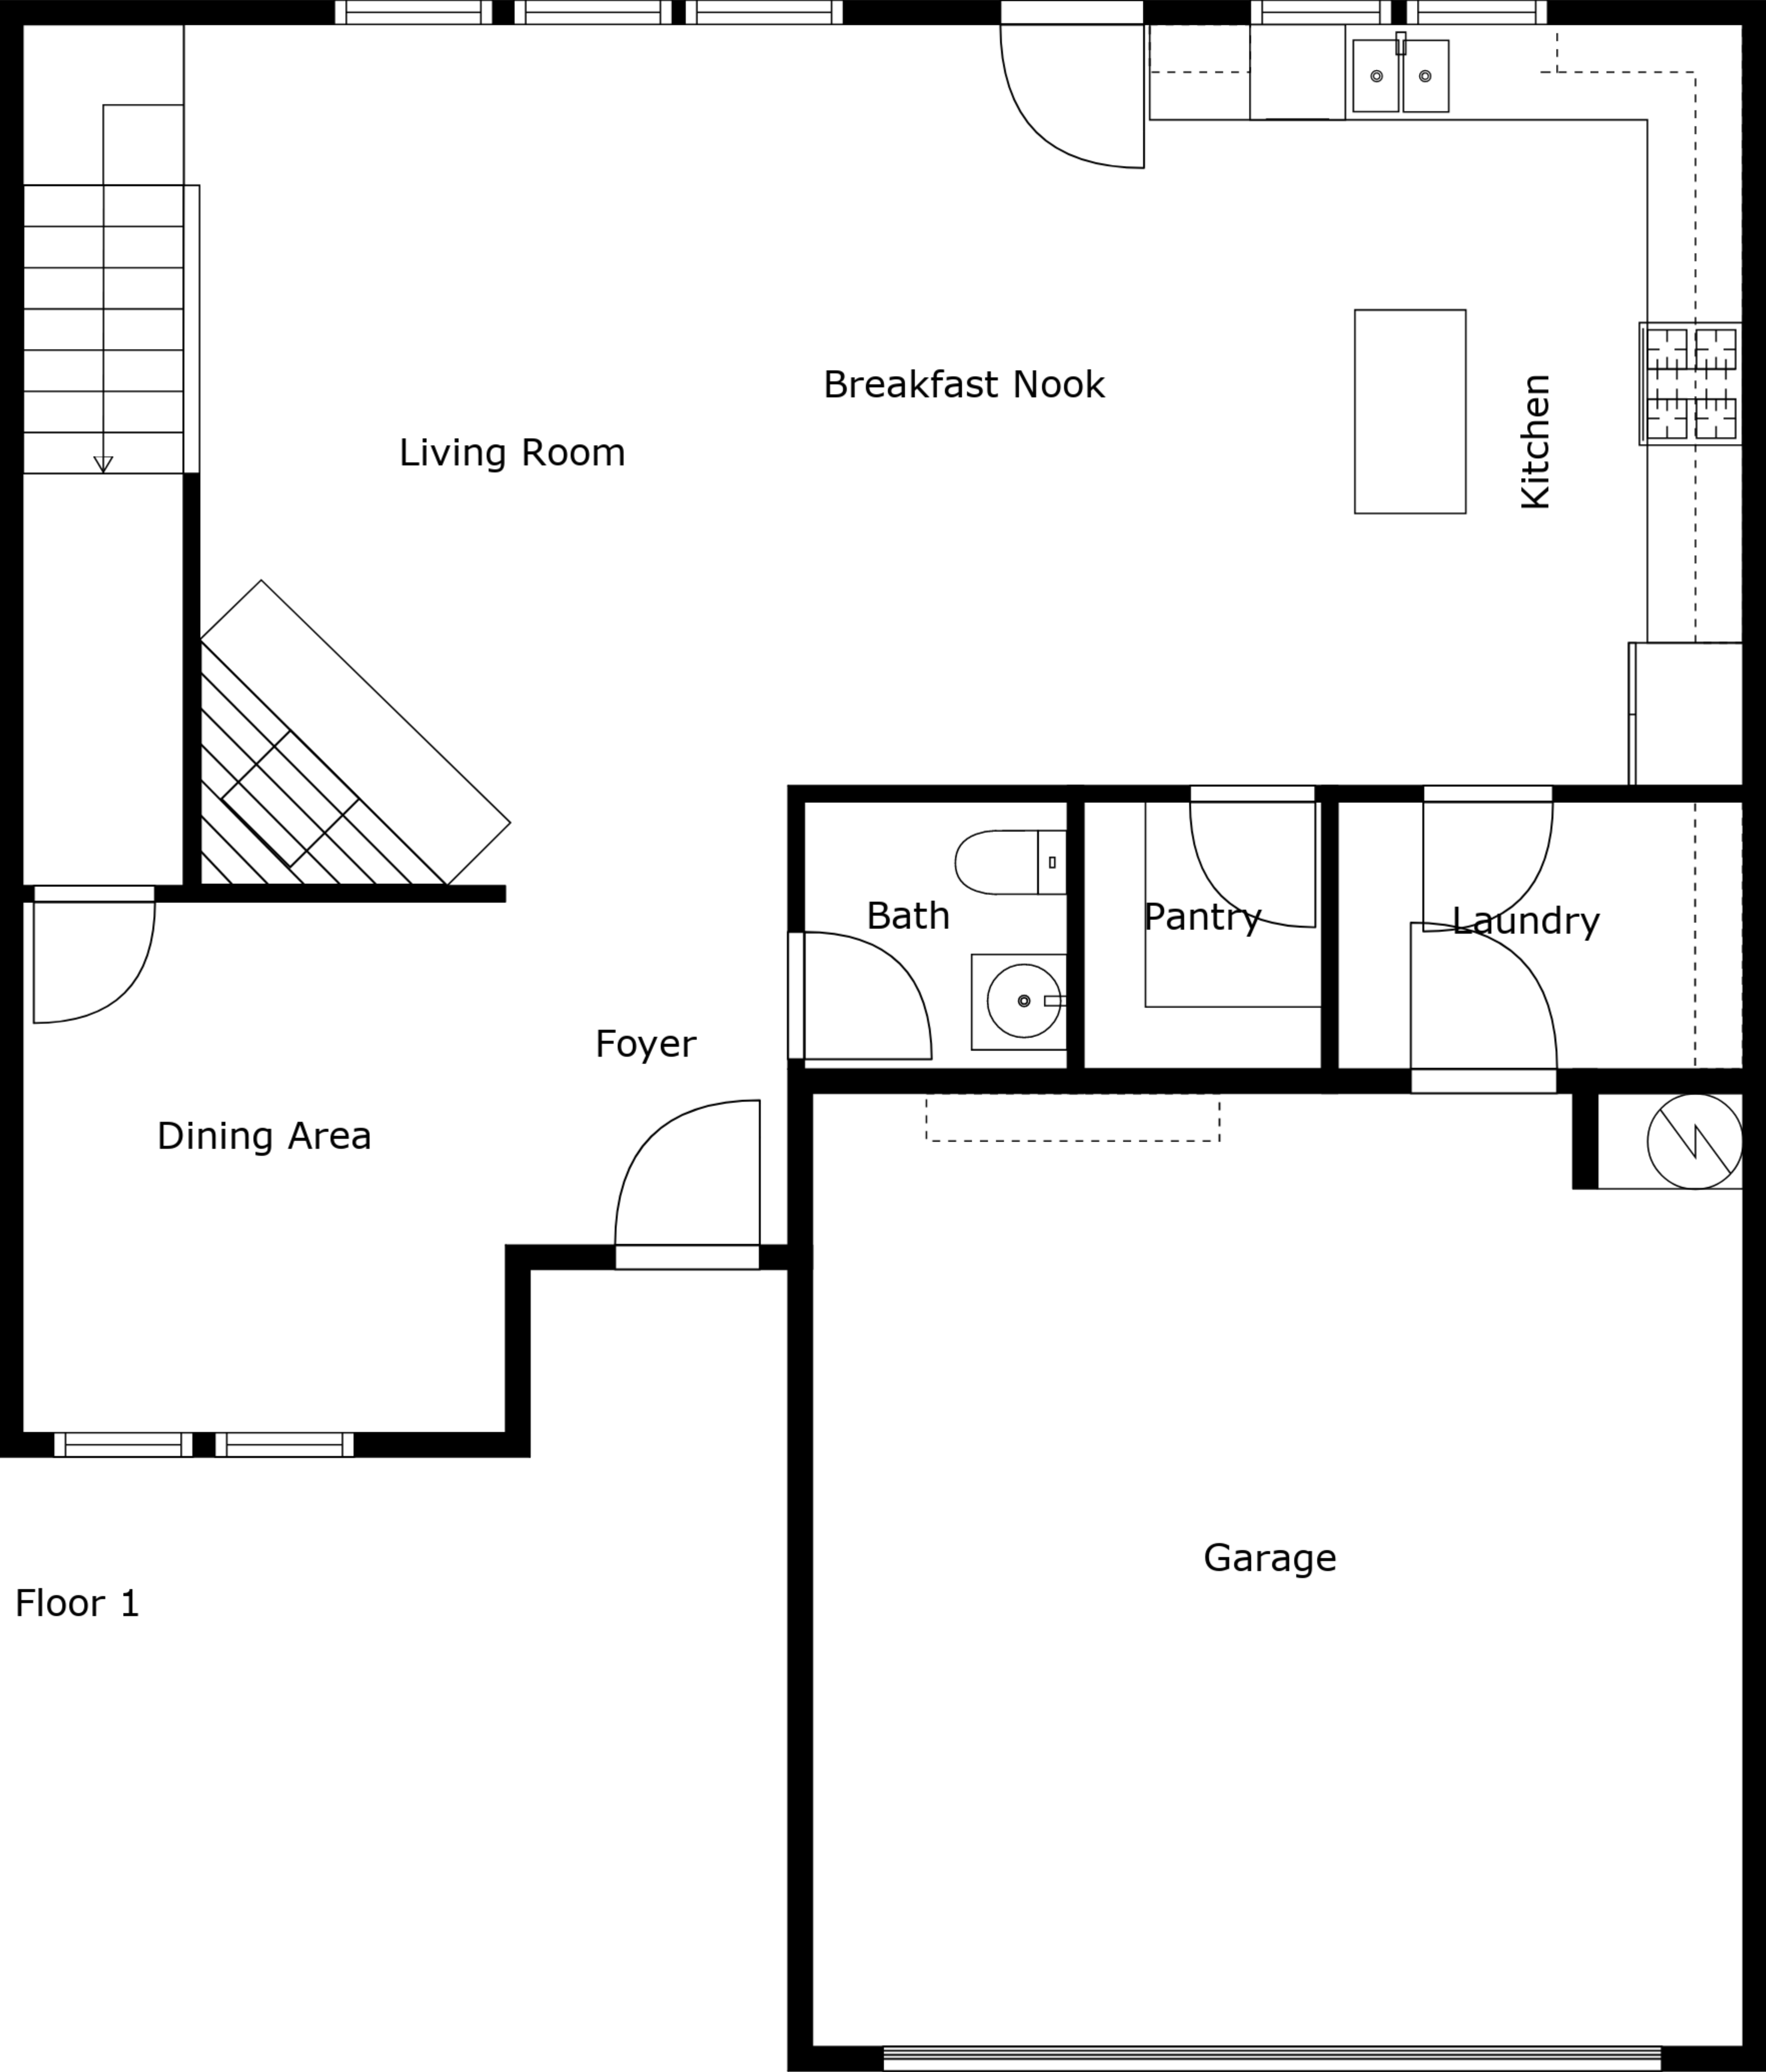 Breakfast Nook
Living Room
Kitchen
Bath
Pantry
Laundry
Foyer
Dining Area
Garage
Floor 1